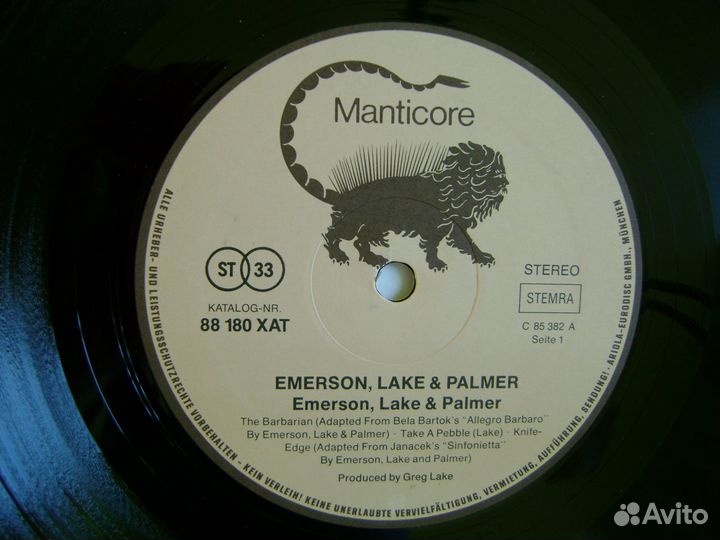 Manticore
ST 33
KATALOG-NR.
88 180 XAT
STEREO
STEMRA
C 85 382 A
Seite 1
EMERSON, LAKE & PALMER
Emerson, Lake & Palmer
The Barbarian (Adapted From Bela Bartok's "Allegro Barbaro"
By Emerson, Lake & Palmer) · Take A Pebble (Lake) · Knife-
Edge (Adapted From Janacek's "Sinfonietta"
By Emerson, Lake and Palmer)
Produced by Greg Lake
ALLE URHEBER- UND LEISTUNGSSCHUTZRECHTE VORBEHALTEN - KEIN VERLEIH! KEINE UNERLAUBTE VERVIELFÄLTIGUNG, VERMIETUNG, AUFFÜHRUNG, SENDUNG! · ARIOLA-EURODISC GMBH., MÜNCHEN
Avito